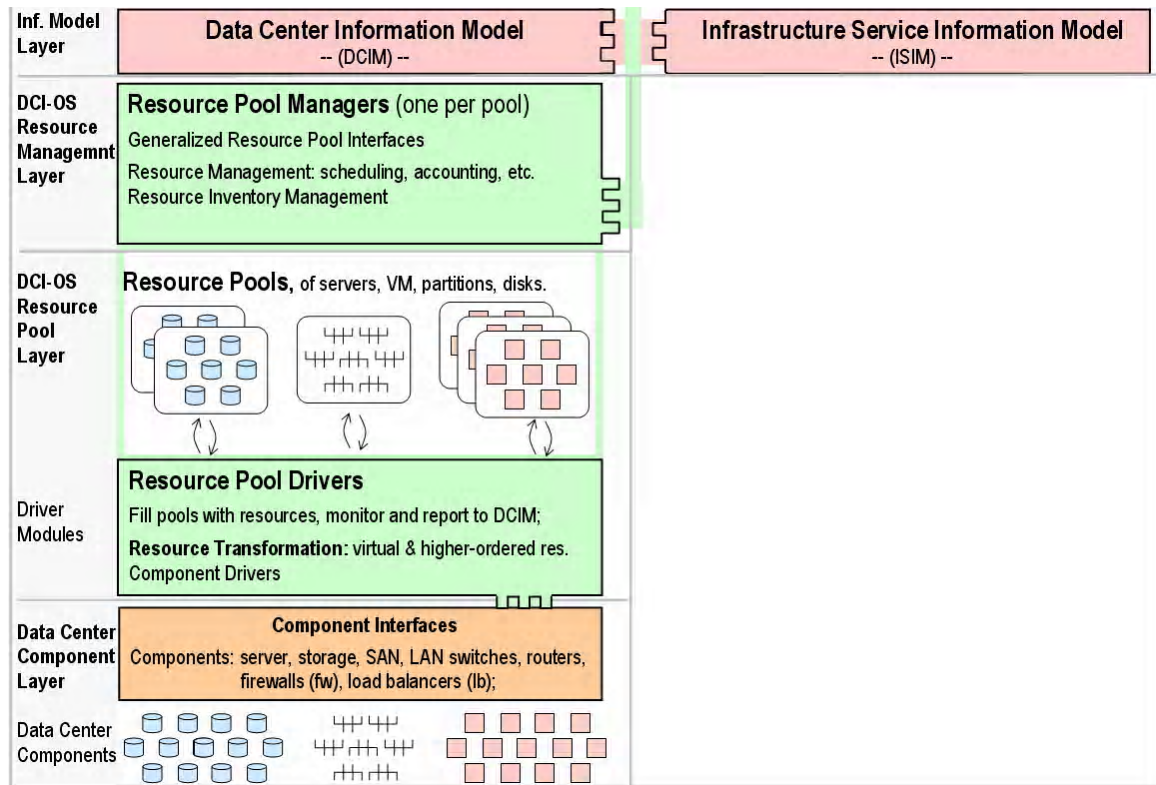 Inf. Model
Layer
Data Center Information Model
-- (DCIM) --
Infrastructure Service Information Model
-- (ISIM) --
DCI-OS
Resource
Managemnt
Layer
Resource Pool Managers (one per pool)
Generalized Resource Pool Interfaces
Resource Management: scheduling, accounting, etc.
Resource Inventory Management
DCI-OS
Resource
Pool
Layer
Resource Pools, of servers, VM, partitions, disks.
Driver
Modules
Resource Pool Drivers
Fill pools with resources, monitor and report to DCIM;
Resource Transformation: virtual & higher-ordered res.
Component Drivers
Data Center
Component
Layer
Component Interfaces
Components: server, storage, SAN, LAN switches, routers,
firewalls (fw), load balancers (lb);
Data Center
Components